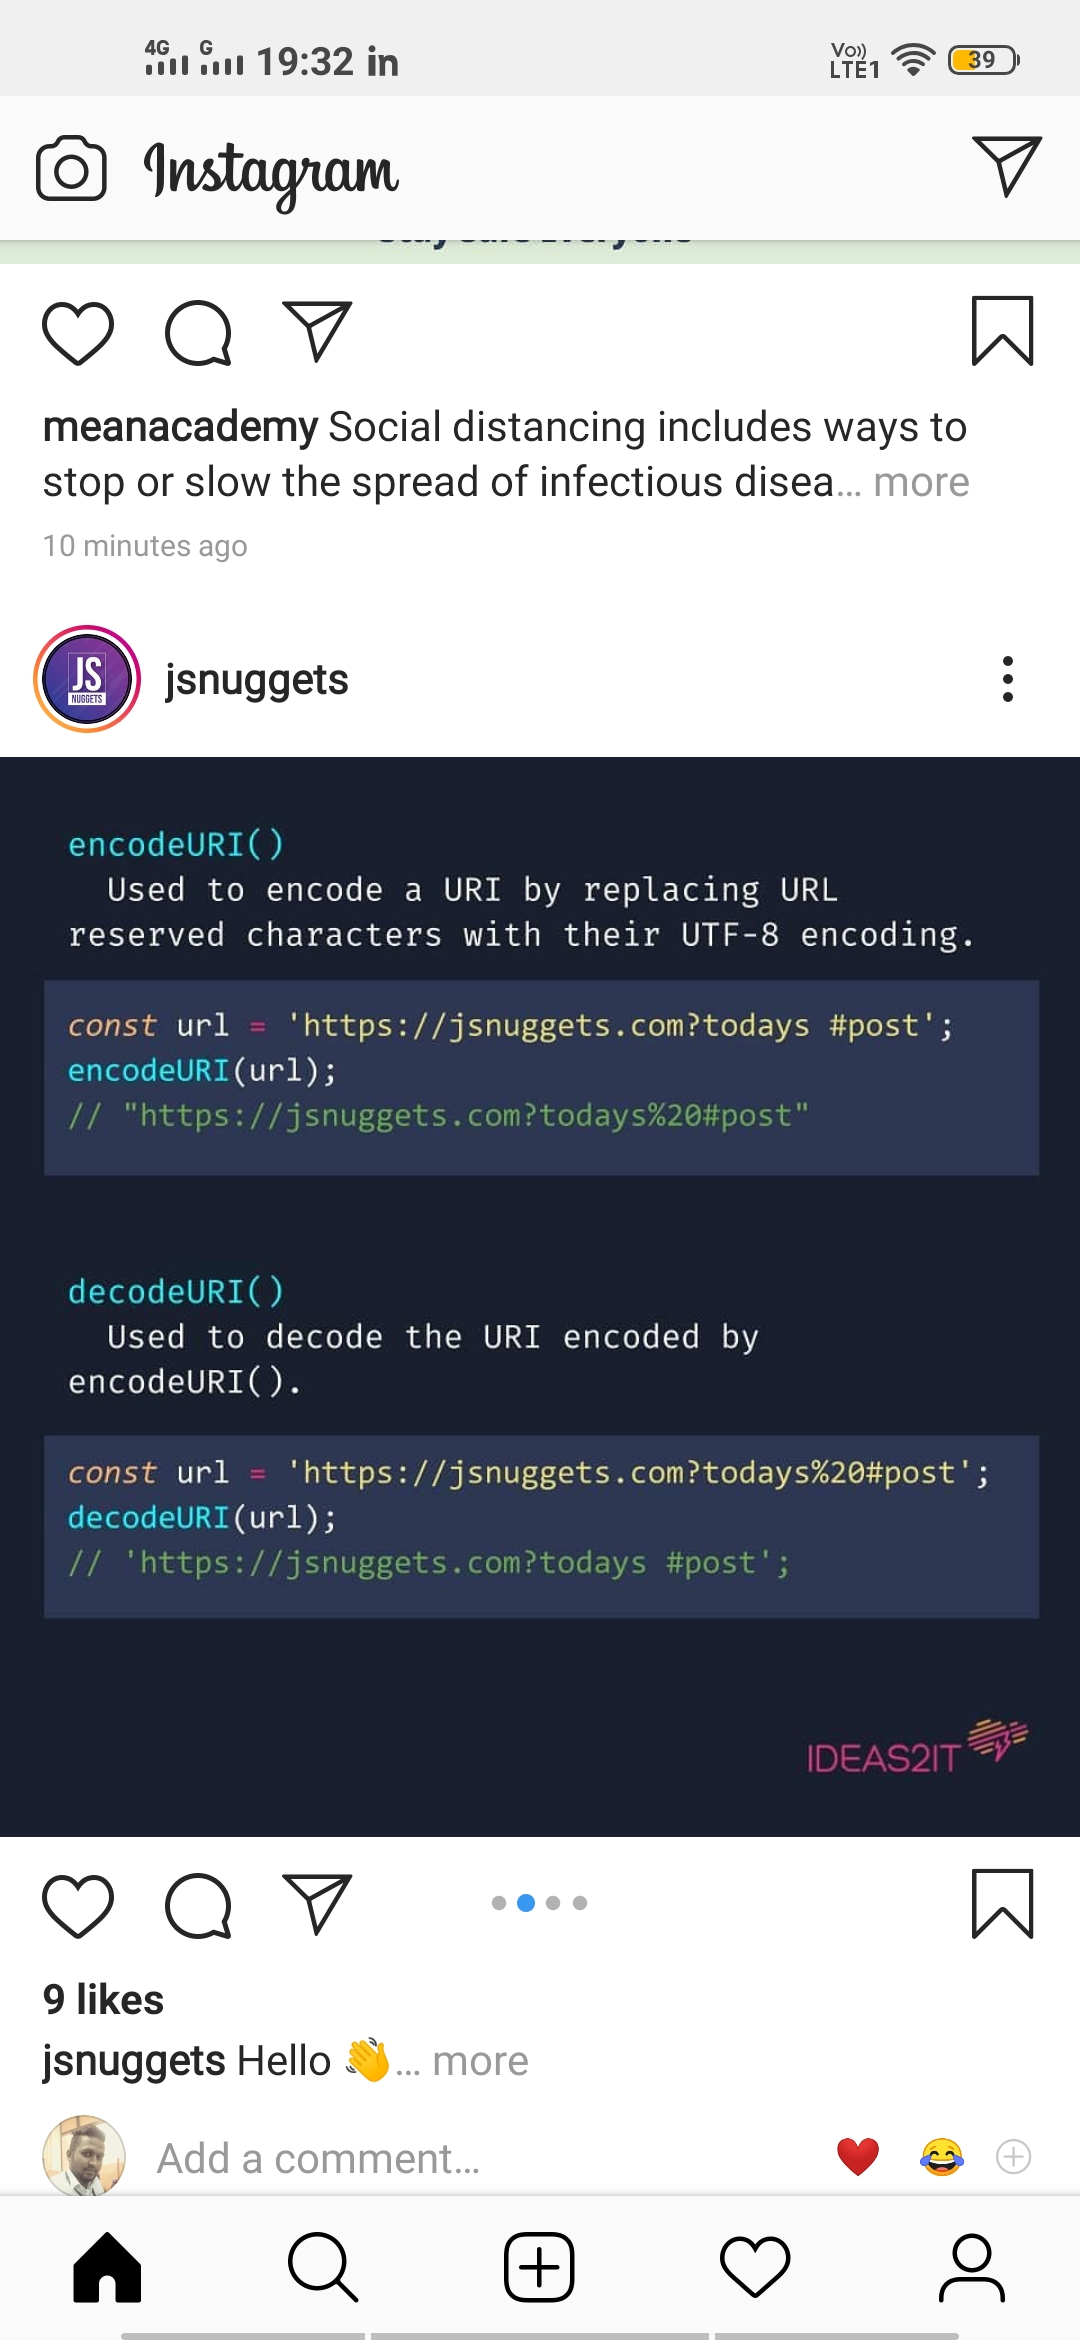 4G G 19:32 in Vo)) LTE1 39
Instagram
Stay Safe Everyone
meanacademy Social distancing includes ways to
stop or slow the spread of infectious disea... more
10 minutes ago
JS
NUGGETS
jsnuggets
encodeURI()
Used to encode a URI by replacing URL
reserved characters with their UTF-8 encoding.
const url = 'https://jsnuggets.com?todays #post';
encodeURI(url);
// "https://jsnuggets.com?todays%20#post"
decodeURI()
Used to decode the URI encoded by
encodeURI().
const url = 'https://jsnuggets.com?todays%20#post';
decodeURI(url);
// 'https://jsnuggets.com?todays #post';
IDEAS2IT
9 likes
jsnuggets Hello 👋... more
Add a comment...